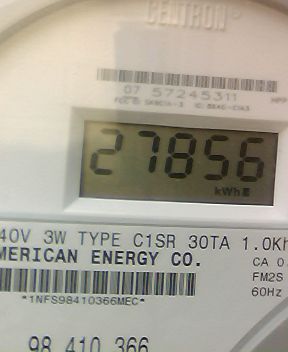 CENTRON®
07 57245311
27856
kWh
40V 3W TYPE C1SR 30TA 1.0Kh
MERICAN ENERGY CO.
CA 0.
FM2S
*1NFS98410366MEC*
60Hz
98 410 366